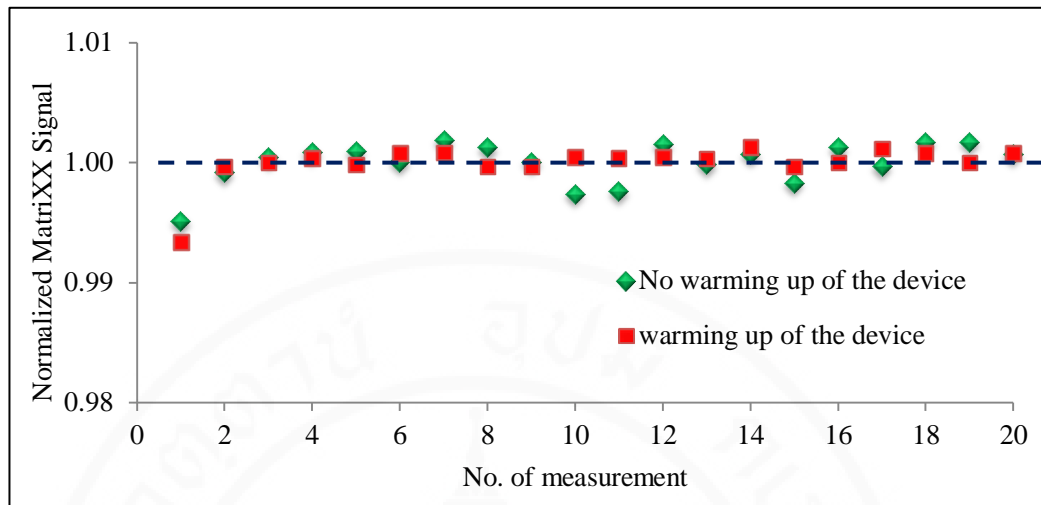 1.01
1.00
0.99
0.98
Normalized MatriXX Signal
No warming up of the device
warming up of the device
0 2 4 6 8 10 12 14 16 18 20
No. of measurement